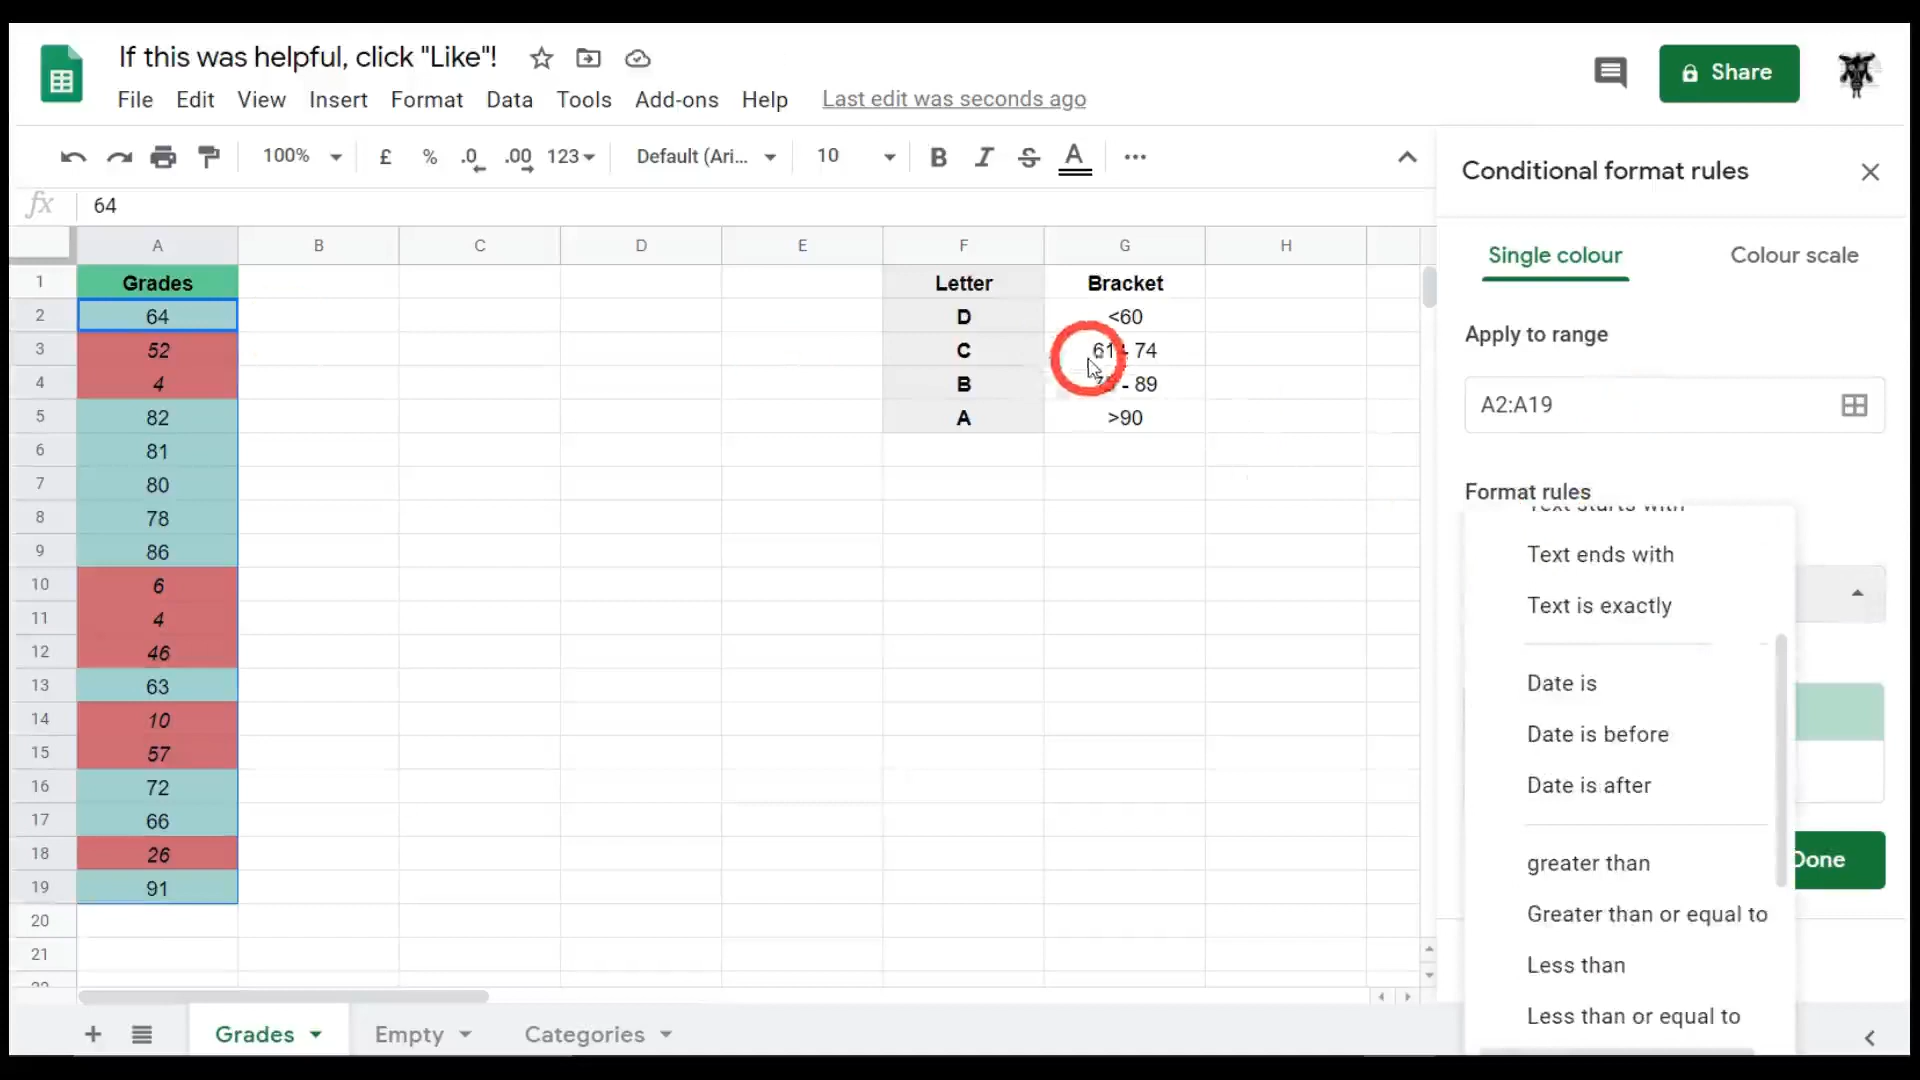 If this was helpful, click "Like"!
File Edit View Insert Format Data Tools Add-ons Help Last edit was seconds ago
Share
100% £ % .0 .00 123 Default (Ari... 10 B I S A
fx 64
A B C D E F G H
1 Grades Letter Bracket
2 64 D <60
3 52 C 61 - 74
4 4 B 75 - 89
5 82 A >90
6 81
7 80
8 78
9 86
10 6
11 4
12 46
13 63
14 10
15 57
16 72
17 66
18 26
19 91
20
21
Grades Empty Categories
Conditional format rules
Single colour Colour scale
Apply to range
A2:A19
Format rules
Text starts with
Text ends with
Text is exactly
Date is
Date is before
Date is after
greater than
Greater than or equal to
Less than
Less than or equal to
Done